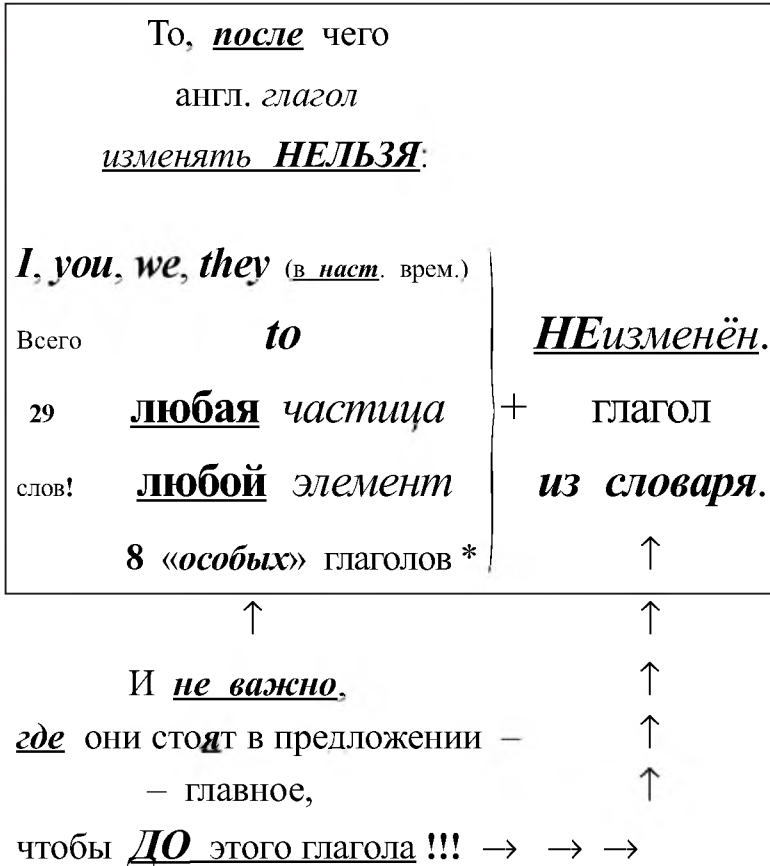 То, после чего
англ. глагол
изменять НЕЛЬЗЯ:
I, you, we, they (в наст. врем.)
Всего to НЕизменён.
29 любая частица + глагол
слов! любой элемент из словаря.
8 «особых» глаголов * ↑
↑ ↑
И не важно, ↑
где они стоят в предложении – ↑
– главное, ↑
чтобы ДО этого глагола !!! → → →